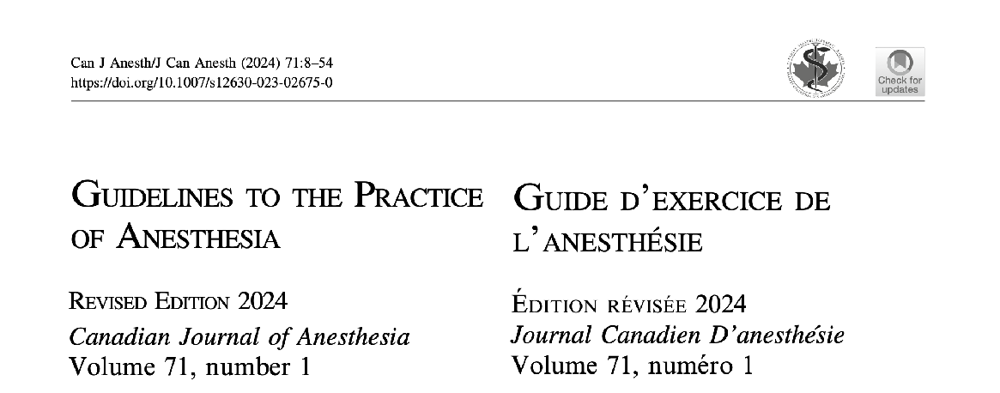 Can J Anesth/J Can Anesth (2024) 71:8–54
https://doi.org/10.1007/s12630-023-02675-0
Check for
updates
GUIDELINES TO THE PRACTICE
OF ANESTHESIA
REVISED EDITION 2024
Canadian Journal of Anesthesia
Volume 71, number 1
GUIDE D’EXERCICE DE
L’ANESTHÉSIE
ÉDITION RÉVISÉE 2024
Journal Canadien D’anesthésie
Volume 71, numéro 1